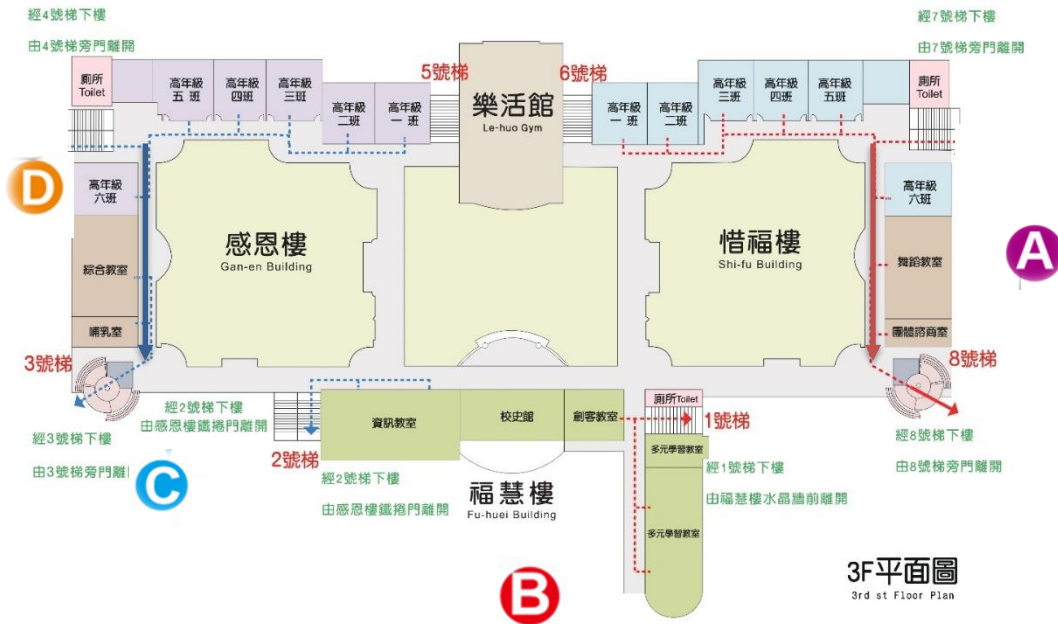 經4號梯下樓
由4號梯旁門離開
經7號梯下樓
由7號梯旁門離開
廁所
Toilet
高年級
五 班
高年級
四班
高年級
三班
高年級
二班
高年級
一 班
5號梯
樂活館
Le-huo Gym
6號梯
高年級
一 班
高年級
二班
高年級
三班
高年級
四班
高年級
五班
廁所
Toilet
D
高年級
六班
綜合教室
哺乳室
感恩樓
Gan-en Building
惜福樓
Shi-fu Building
高年級
六班
舞蹈教室
團體諮商室
A
3號梯
8號梯
經2號梯下樓
由感恩樓鐵捲門離開
經3號梯下樓
由3號梯旁門
C
2號梯
資訊教室
校史館
創客教室
廁所Toilet
1號梯
多元學習教室
多元學習教室
經2號梯下樓
由感恩樓鐵捲門離開
福慧樓
Fu-huei Building
經1號梯下樓
由福慧樓水晶牆前離開
經8號梯下樓
由8號梯旁門離開
B
3F平面圖
3rd st Floor Plan